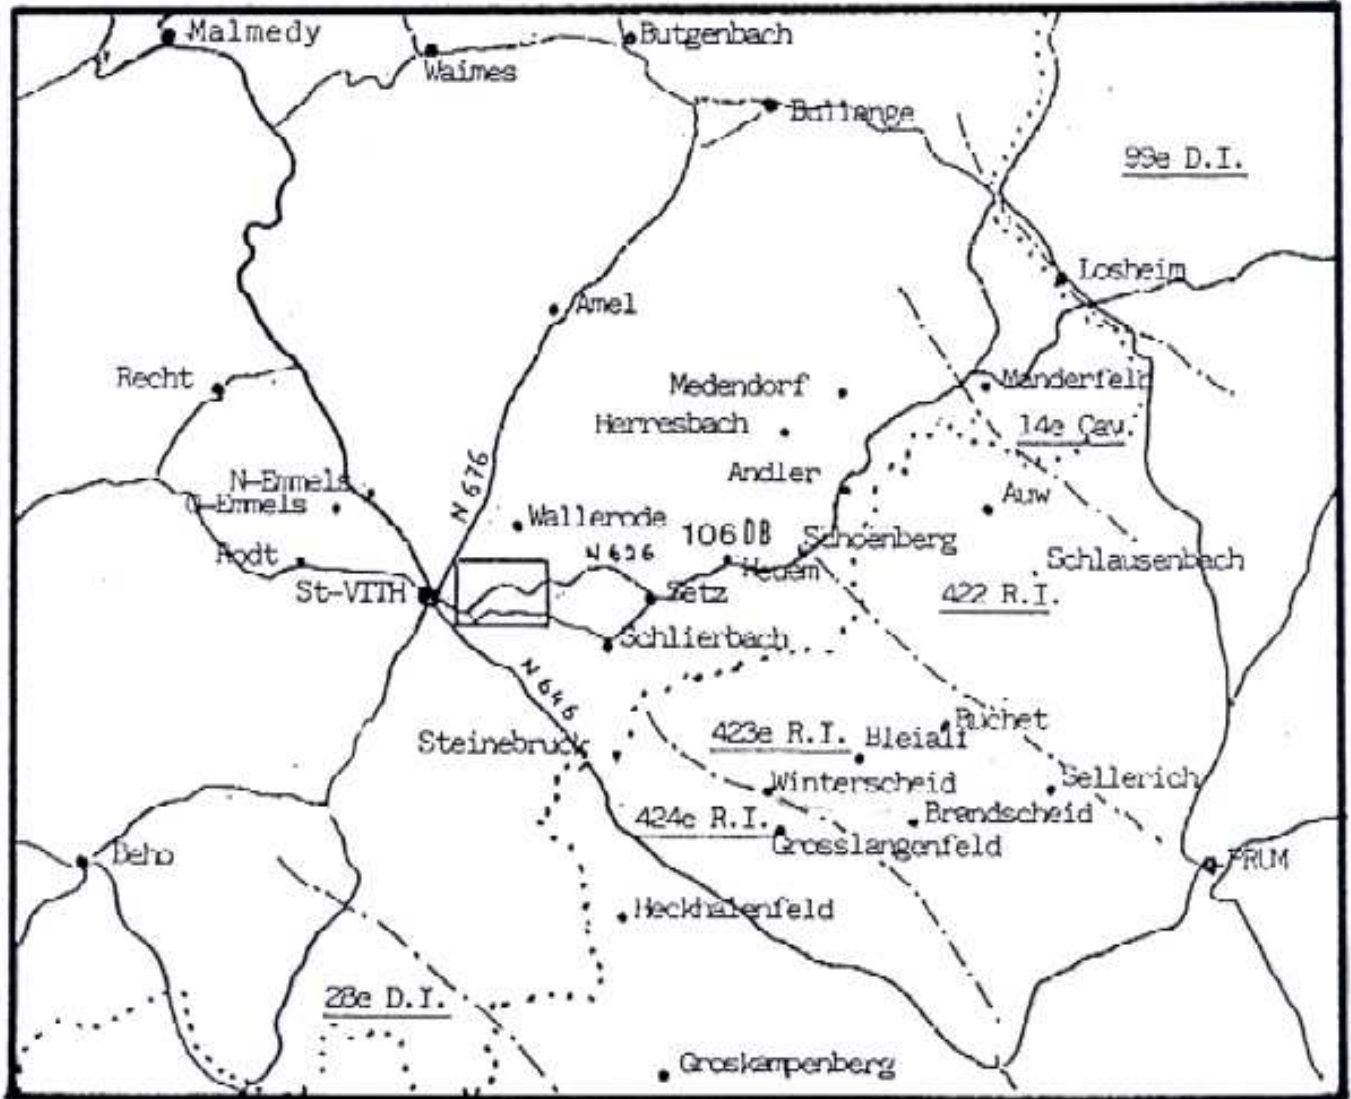 Malmedy
Butgenbach
Waimes
Bullange
99e D.I.
Losheim
Amel
Recht
Medendorf
Manderfeld
Herresbach
14e Cav.
N 676
Andler
N-Emmels
O-Emmels
Auw
Wallerode
106 DB
Schoenberg
N 626
Rodt
Heuem
Schlausenbach
St-VITH
Setz
422 R.I.
Schlierbach
N 646
Buchet
423e R.I.
Bleialf
Steinebruck
Winterscheid
Sellerich
424e R.I.
Brandscheid
Grosslangenfeld
Beho
PRUM
Heckhalenfeld
28e D.I.
Groskampenberg